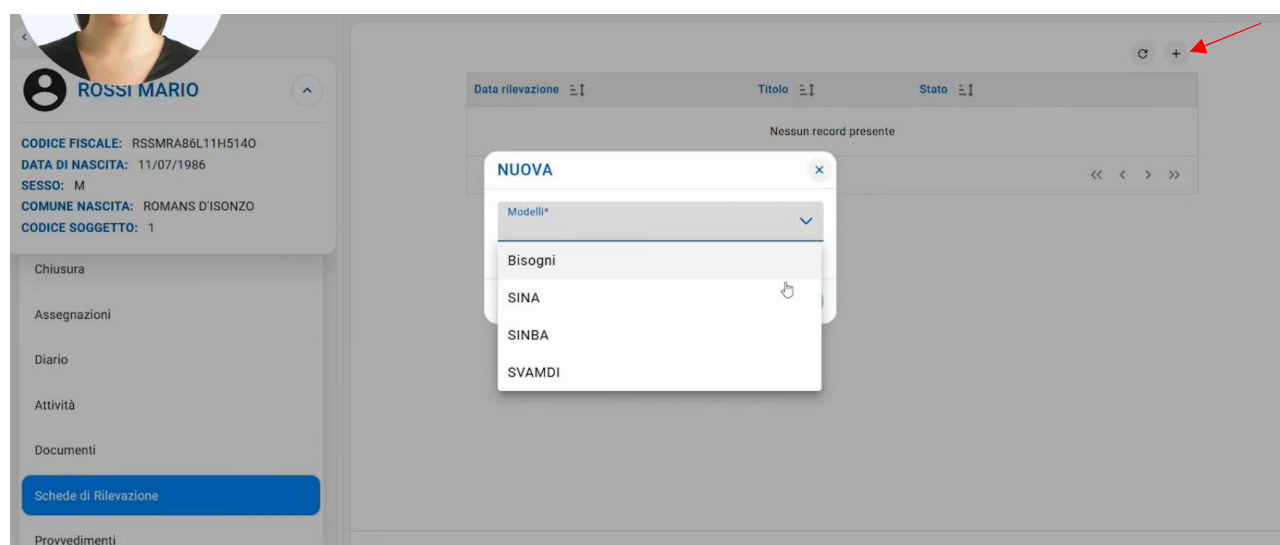 ROSSI MARIO
CODICE FISCALE: RSSMRA86L11H514O
DATA DI NASCITA: 11/07/1986
SESSO: M
COMUNE NASCITA: ROMANS D'ISONZO
CODICE SOGGETTO: 1
Chiusura
Assegnazioni
Diario
Attività
Documenti
Schede di Rilevazione
Provvedimenti
Data rilevazione Titolo Stato
Nessun record presente
NUOVA
Modelli*
Bisogni
SINA
SINBA
SVAMDI